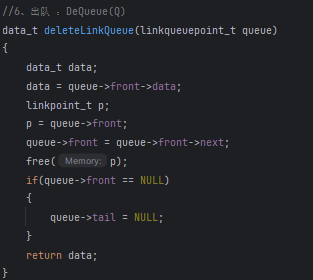 //6、出队 ：DeQueue(Q)
data_t deleteLinkQueue(linkqueuepoint_t queue)
{
    data_t data;
    data = queue->front->data;
    linkpoint_t p;
    p = queue->front;
    queue->front = queue->front->next;
    free( Memory: p);
    if(queue->front == NULL)
    {
        queue->tail = NULL;
    }
    return data;
}